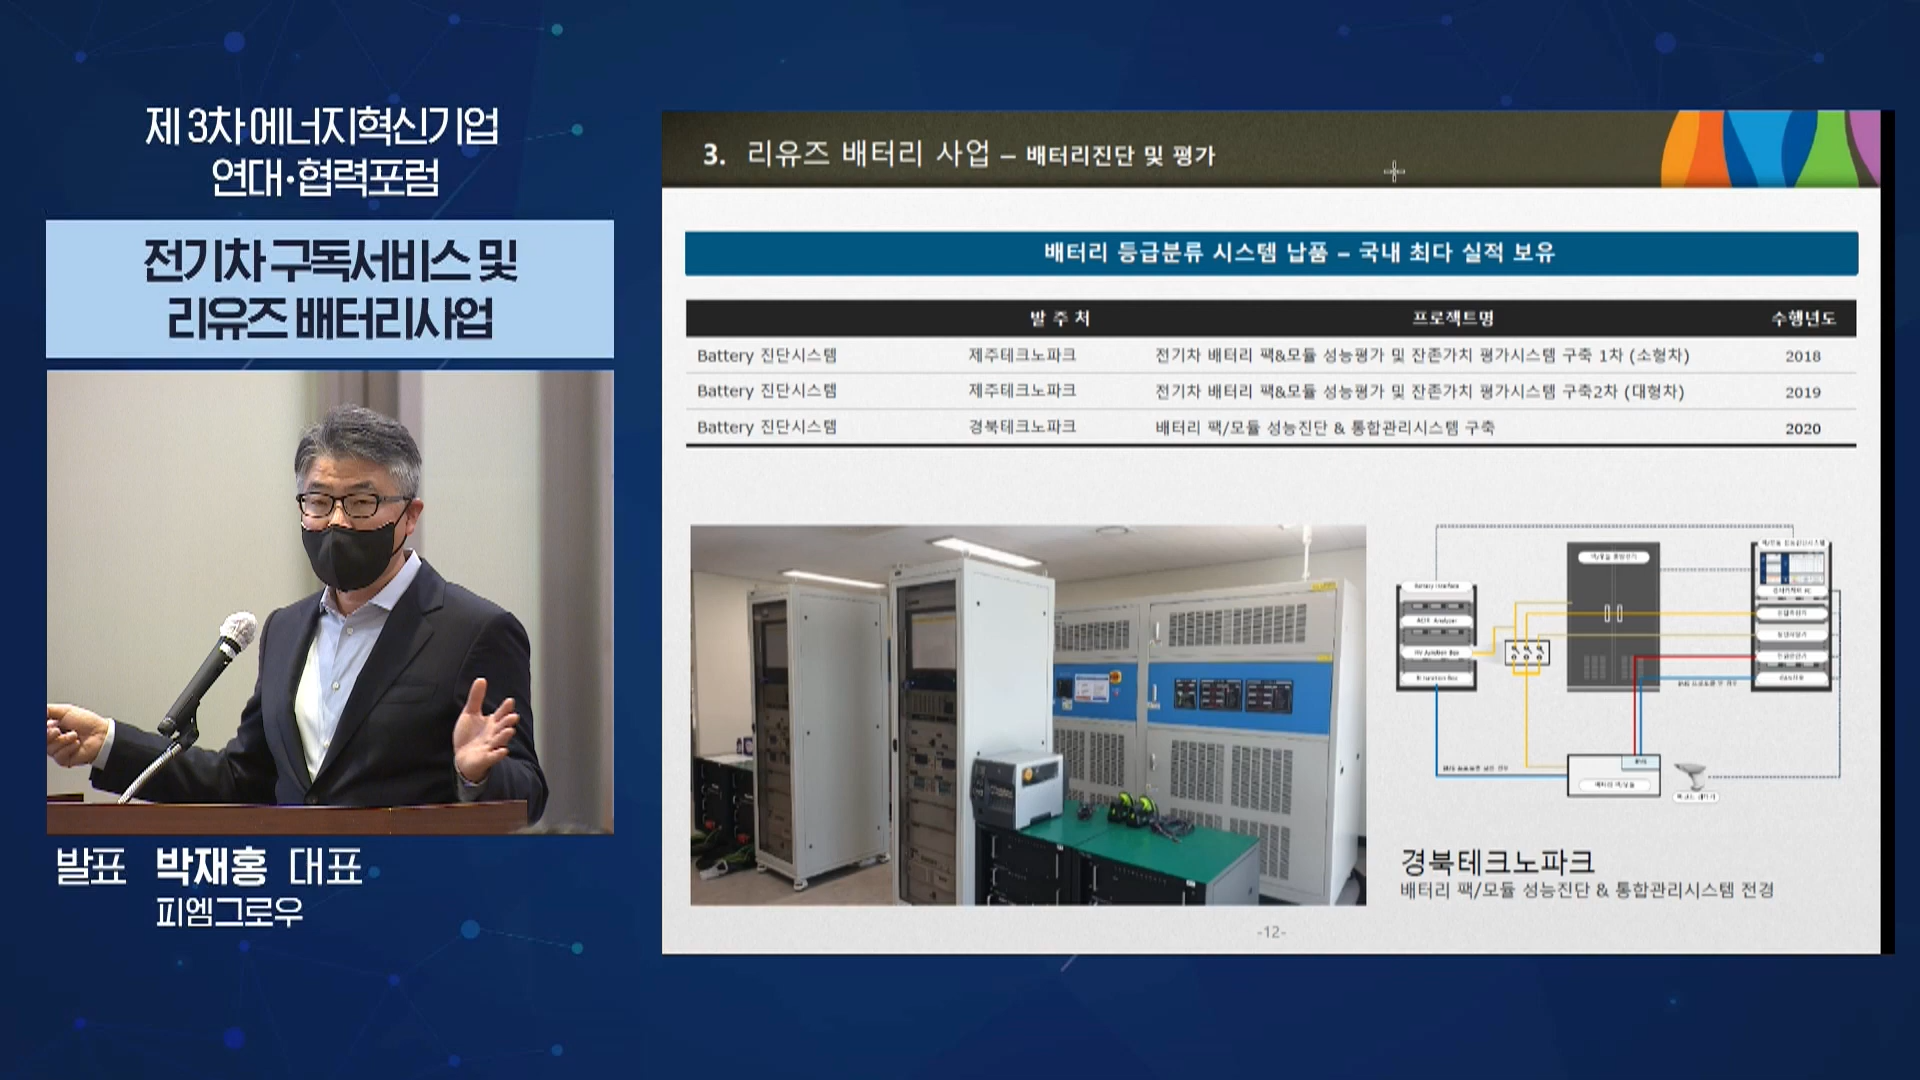 제 3차 에너지혁신기업
연대·협력포럼
전기차 구독서비스 및
리유즈 배터리사업
발표 박재홍 대표
피엠그로우
3. 리유즈 배터리 사업 – 배터리진단 및 평가
배터리 등급분류 시스템 납품 – 국내 최다 실적 보유
발 주 처 프로젝트명 수행년도
Battery 진단시스템 제주테크노파크 전기차 배터리 팩&모듈 성능평가 및 잔존가치 평가시스템 구축 1차 (소형차) 2018
Battery 진단시스템 제주테크노파크 전기차 배터리 팩&모듈 성능평가 및 잔존가치 평가시스템 구축2차 (대형차) 2019
Battery 진단시스템 경북테크노파크 배터리 팩/모듈 성능진단 & 통합관리시스템 구축 2020
Battery Interface
HV Junction Box
BMS
경북테크노파크
배터리 팩/모듈 성능진단 & 통합관리시스템 전경
-12-